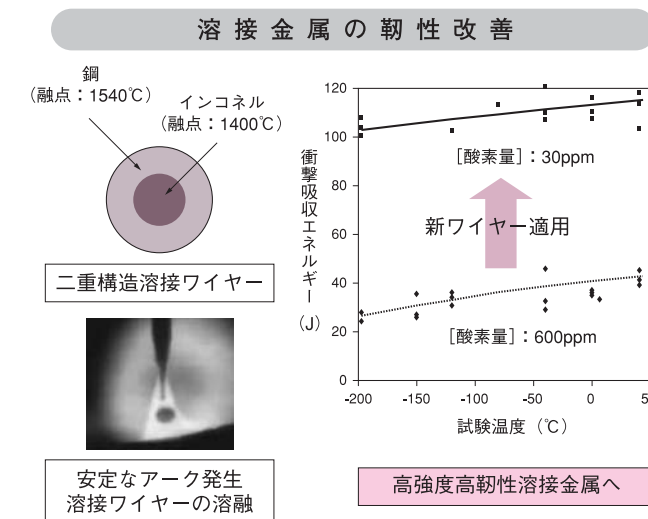 溶接金属の靭性改善
鋼
（融点：1540℃）
インコネル
（融点：1400℃）
二重構造溶接ワイヤー
安定なアーク発生
溶接ワイヤーの溶融
衝撃吸収エネルギー（J）
120
100
80
60
40
20
0
［酸素量］：30ppm
新ワイヤー適用
［酸素量］：600ppm
-200
-150
-100
-50
0
5
試験温度（℃）
高強度高靭性溶接金属へ